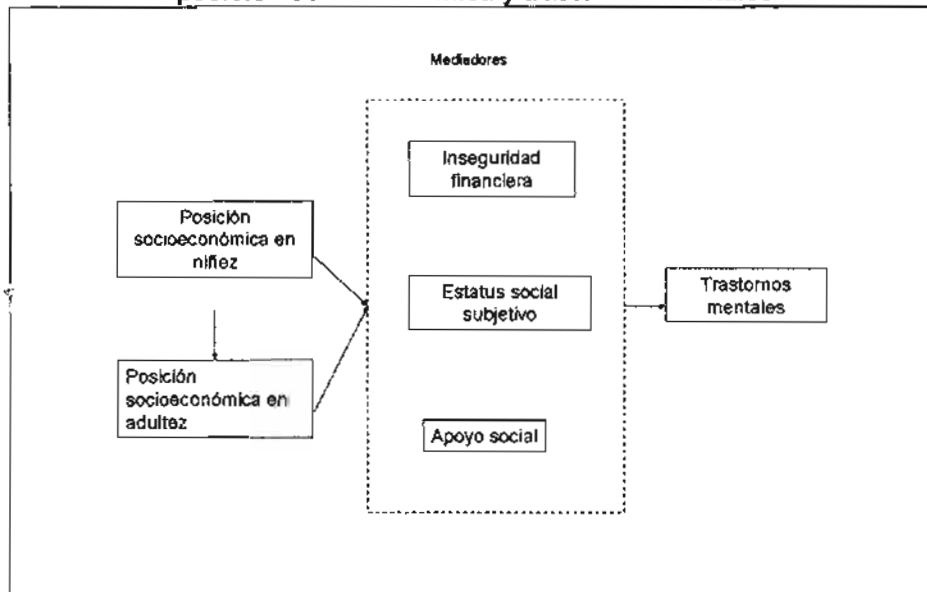 Mediadores
Inseguridad
financiera
Posición
socioeconómica en
niñez
Estatus social
subjetivo
Trastornos
mentales
Posición
socioeconómica en
adultez
Apoyo social